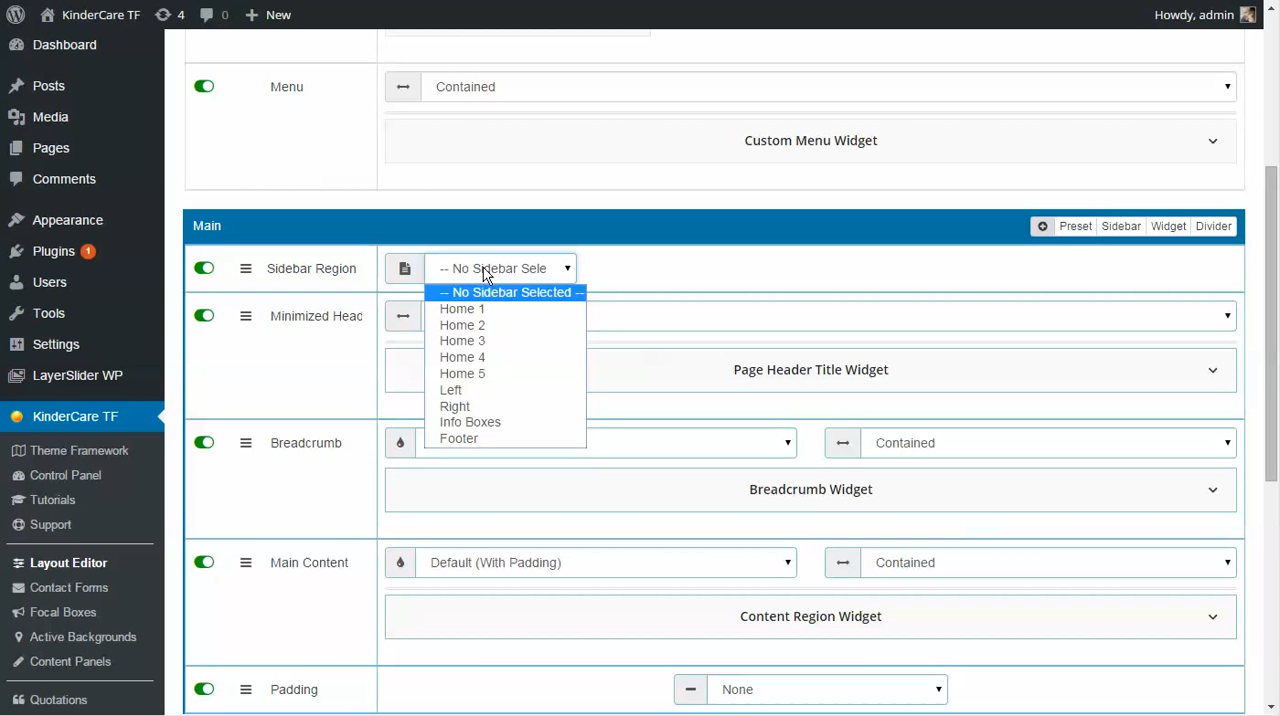 KinderCare TF 4 0 New Howdy, admin
Dashboard
Posts
Media
Pages
Comments
Appearance
Plugins 1
Users
Tools
Settings
LayerSlider WP
KinderCare TF
Theme Framework
Control Panel
Tutorials
Support
Layout Editor
Contact Forms
Focal Boxes
Active Backgrounds
Content Panels
Quotations
Menu Contained
Custom Menu Widget
Main Preset Sidebar Widget Divider
Sidebar Region -- No Sidebar Sele
-- No Sidebar Selected --
Home 1
Home 2
Home 3
Home 4
Home 5
Left
Right
Info Boxes
Footer
Minimized Head
Page Header Title Widget
Breadcrumb Contained
Breadcrumb Widget
Main Content Default (With Padding) Contained
Content Region Widget
Padding None